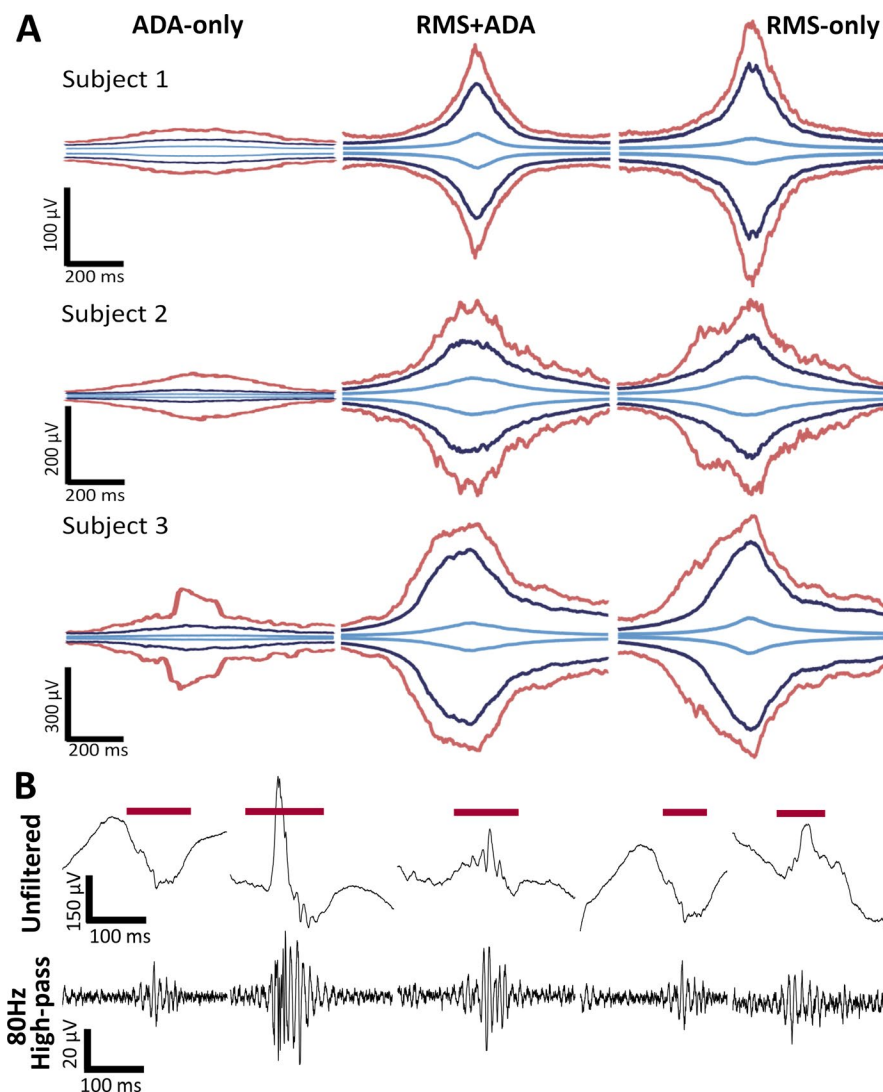 A
ADA-only RMS+ADA RMS-only
Subject 1
100 µV
200 ms
Subject 2
200 µV
200 ms
Subject 3
300 µV
200 ms
B
Unfiltered
150 µV
100 ms
80Hz
High-pass
20 µV
100 ms